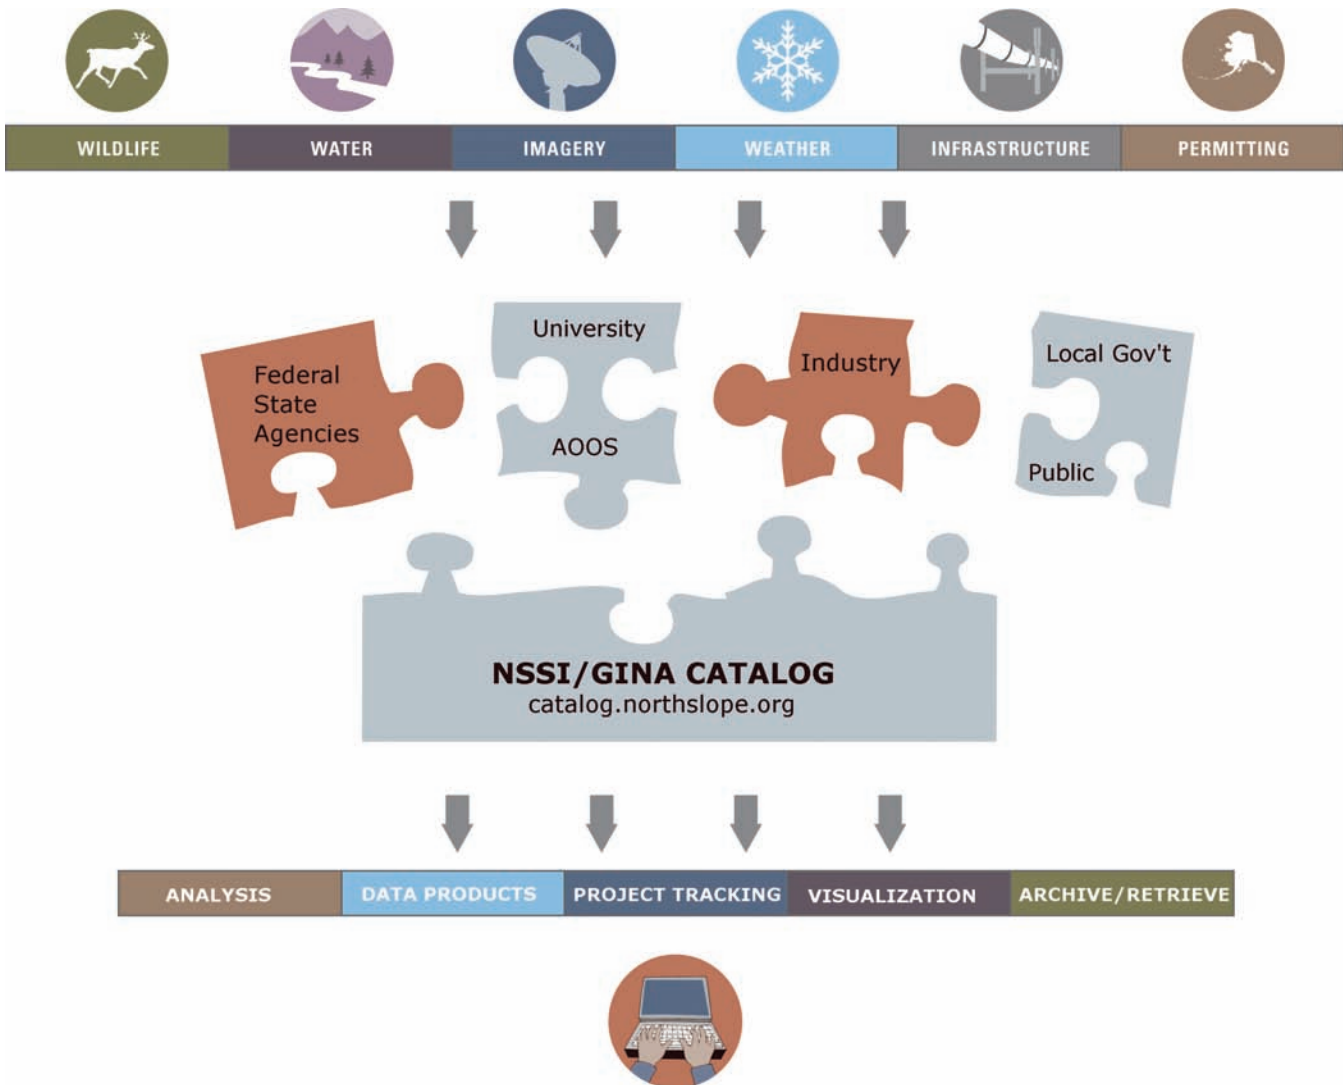 WILDLIFE WATER IMAGERY WEATHER INFRASTRUCTURE PERMITTING
Federal
State
Agencies
University
AOOS
Industry
Local Gov't
Public
NSSI/GINA CATALOG
catalog.northslope.org
ANALYSIS DATA PRODUCTS PROJECT TRACKING VISUALIZATION ARCHIVE/RETRIEVE